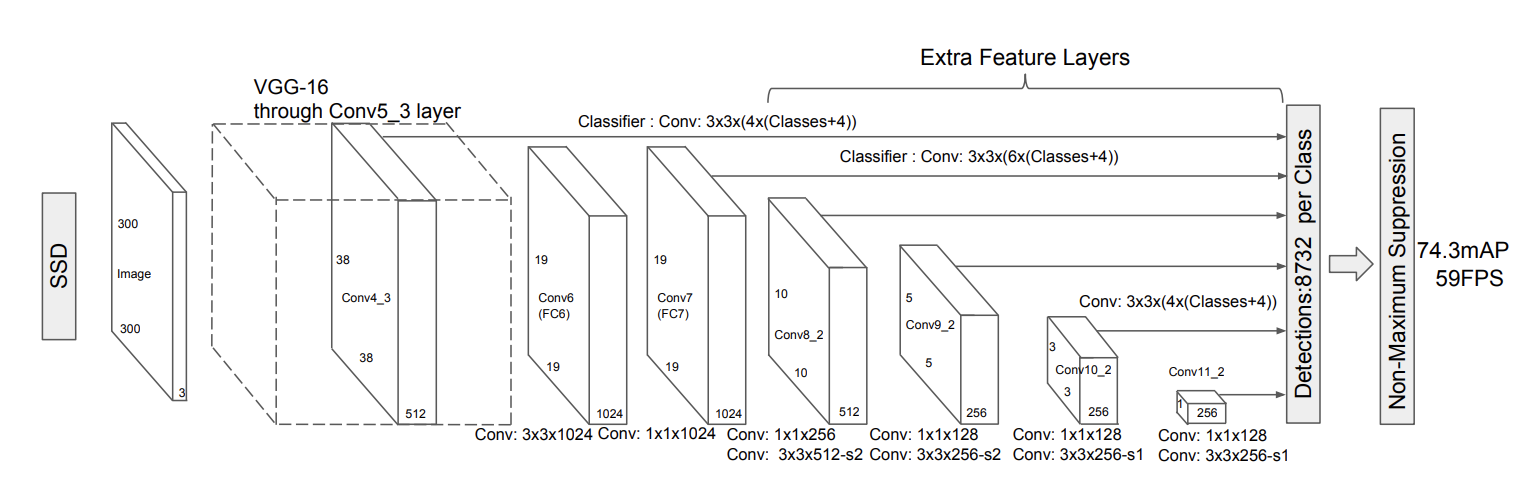 Extra Feature Layers
VGG-16
through Conv5_3 layer
Classifier : Conv: 3x3x(4x(Classes+4))
Classifier : Conv: 3x3x(6x(Classes+4))
SSD
300
Image
300
3
38
Conv4_3
38
512
19
Conv6
(FC6)
19
1024
19
Conv7
(FC7)
19
1024
10
Conv8_2
10
512
5
Conv9_2
5
256
Conv: 3x3x(4x(Classes+4))
3
Conv10_2
3
256
Conv11_2
1
256
Conv: 3x3x1024
Conv: 1x1x1024
Conv: 1x1x256
Conv: 3x3x512-s2
Conv: 1x1x128
Conv: 3x3x256-s2
Conv: 1x1x128
Conv: 3x3x256-s1
Conv: 1x1x128
Conv: 3x3x256-s1
Detections:8732 per Class
Non-Maximum Suppression
74.3mAP
59FPS